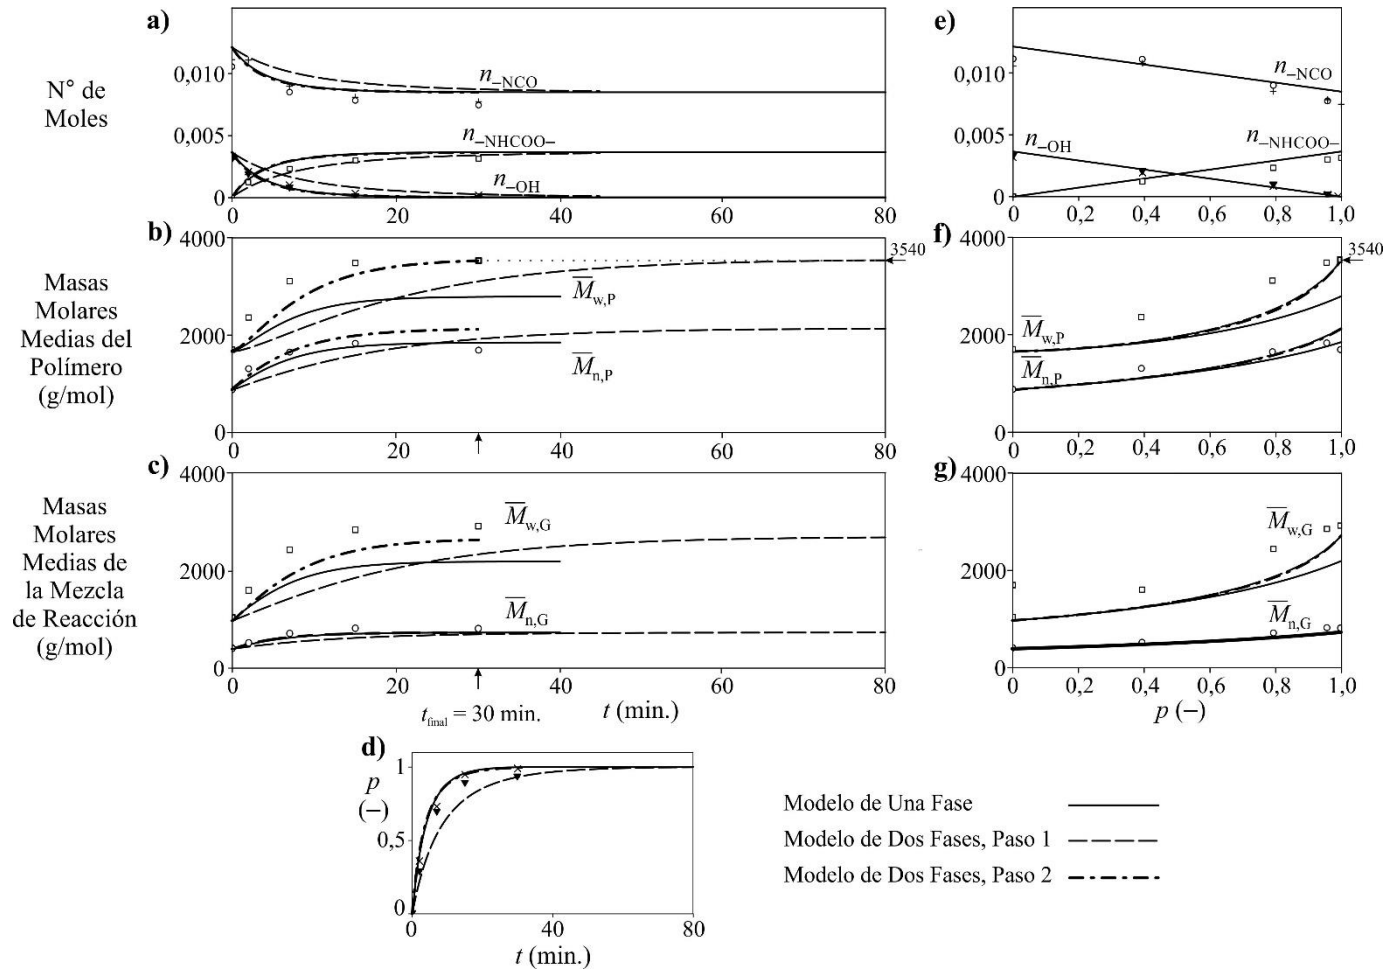 a)
N° de
Moles
0,010
0,005
0
n–NCO
n–NHCOO–
n–OH
0 20 40 60 80
e)
0,010
0,005
0
n–NCO
n–OH
n–NHCOO–
0 0,2 0,4 0,6 0,8 1,0
b)
Masas
Molares
Medias del
Polímero
(g/mol)
4000
2000
0
3540
M̅w,P
M̅n,P
0 20 40 60 80
f)
4000
2000
0
3540
M̅w,P
M̅n,P
0 0,2 0,4 0,6 0,8 1,0
c)
Masas
Molares
Medias de
la Mezcla
de Reacción
(g/mol)
4000
2000
0
M̅w,G
M̅n,G
0 20 40 60 80
tfinal = 30 min.
t (min.)
g)
4000
2000
0
M̅w,G
M̅n,G
0 0,2 0,4 0,6 0,8 1,0
p (–)
d)
p
(–)
1
0,5
0
0 40 80
t (min.)
Modelo de Una Fase
Modelo de Dos Fases, Paso 1
Modelo de Dos Fases, Paso 2